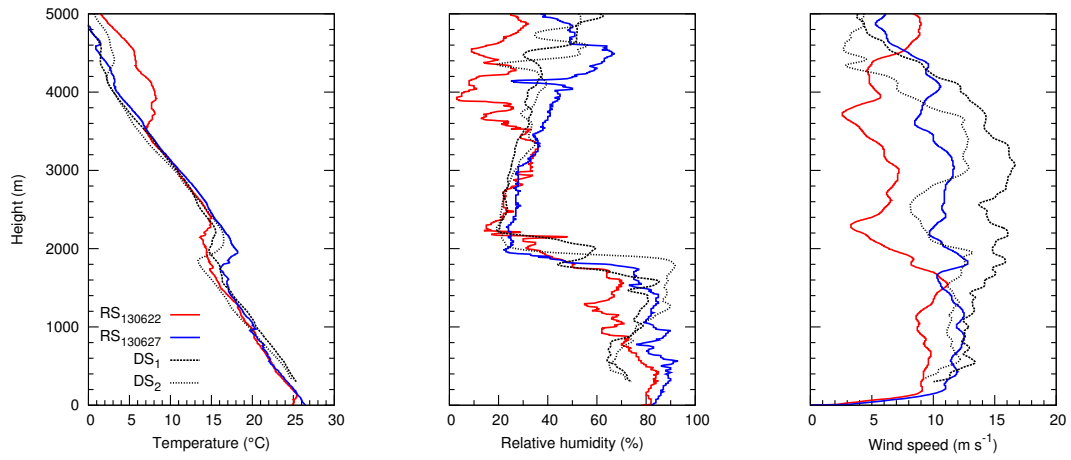 5000
4000
3000
2000
1000
0
Height (m)
RS130622
RS130627
DS1
DS2
0 5 10 15 20 25 30
Temperature (°C)
0 20 40 60 80 100
Relative humidity (%)
0 5 10 15 20
Wind speed (m s-1)